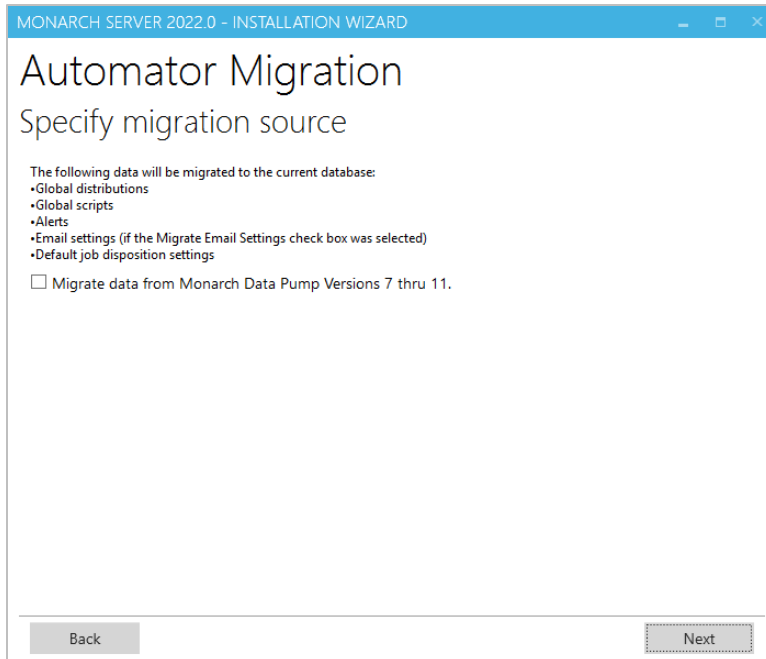 MONARCH SERVER 2022.0 - INSTALLATION WIZARD
Automator Migration
Specify migration source
The following data will be migrated to the current database:
•Global distributions
•Global scripts
•Alerts
•Email settings (if the Migrate Email Settings check box was selected)
•Default job disposition settings
Migrate data from Monarch Data Pump Versions 7 thru 11.
Back
Next